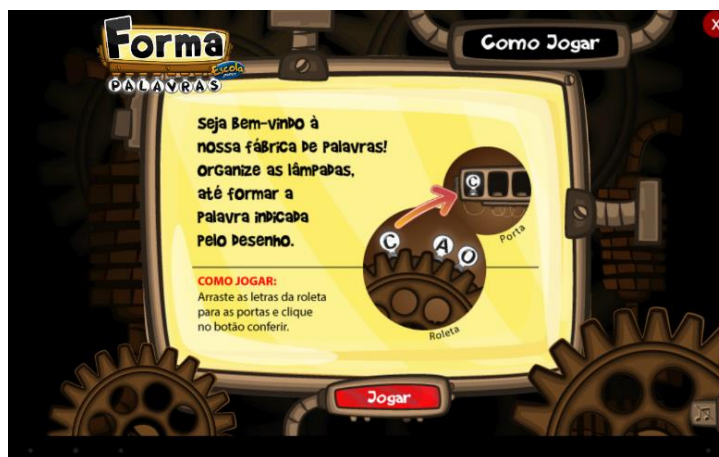 Forma
Escola
PALAVRAS
Como Jogar
X
Seja Bem-vindo à
nossa fábrica de Palavras!
Organize as lâmpadas,
até formar a
Palavra indicada
Pelo desenho.
C
Porta
C A O
Roleta
COMO JOGAR:
Arraste as letras da roleta
para as portas e clique
no botão conferir.
Jogar